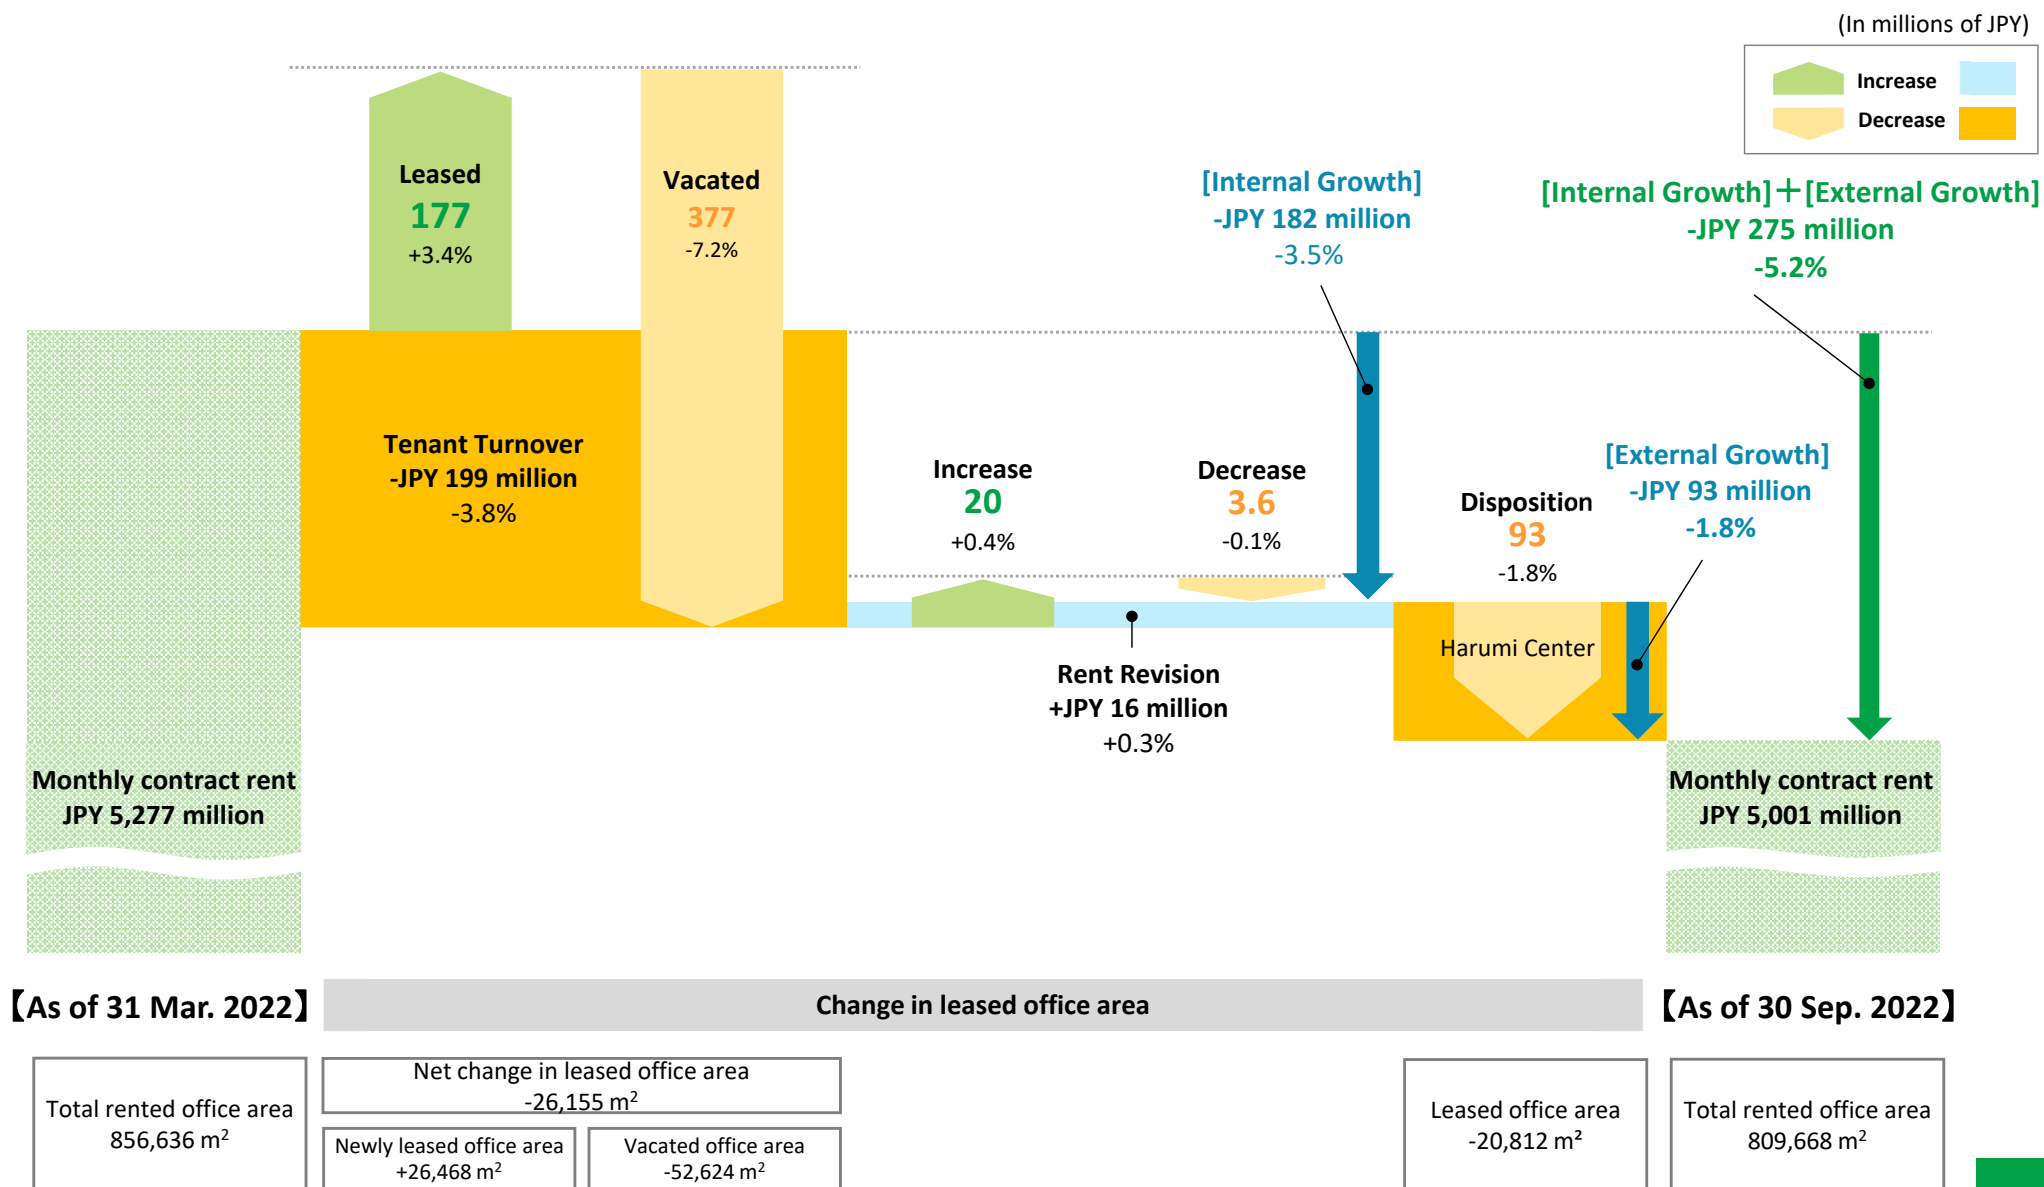 (In millions of JPY)
Increase
Decrease
Leased
177
+3.4%
Vacated
377
-7.2%
[Internal Growth]
-JPY 182 million
-3.5%
[Internal Growth]＋[External Growth]
-JPY 275 million
-5.2%
Tenant Turnover
-JPY 199 million
-3.8%
Increase
20
+0.4%
Decrease
3.6
-0.1%
Disposition
93
-1.8%
[External Growth]
-JPY 93 million
-1.8%
Harumi Center
Rent Revision
+JPY 16 million
+0.3%
Monthly contract rent
JPY 5,277 million
Monthly contract rent
JPY 5,001 million
【As of 31 Mar. 2022】
Change in leased office area
【As of 30 Sep. 2022】
Total rented office area
856,636 m²
Net change in leased office area
-26,155 m²
Newly leased office area
+26,468 m²
Vacated office area
-52,624 m²
Leased office area
-20,812 m²
Total rented office area
809,668 m²